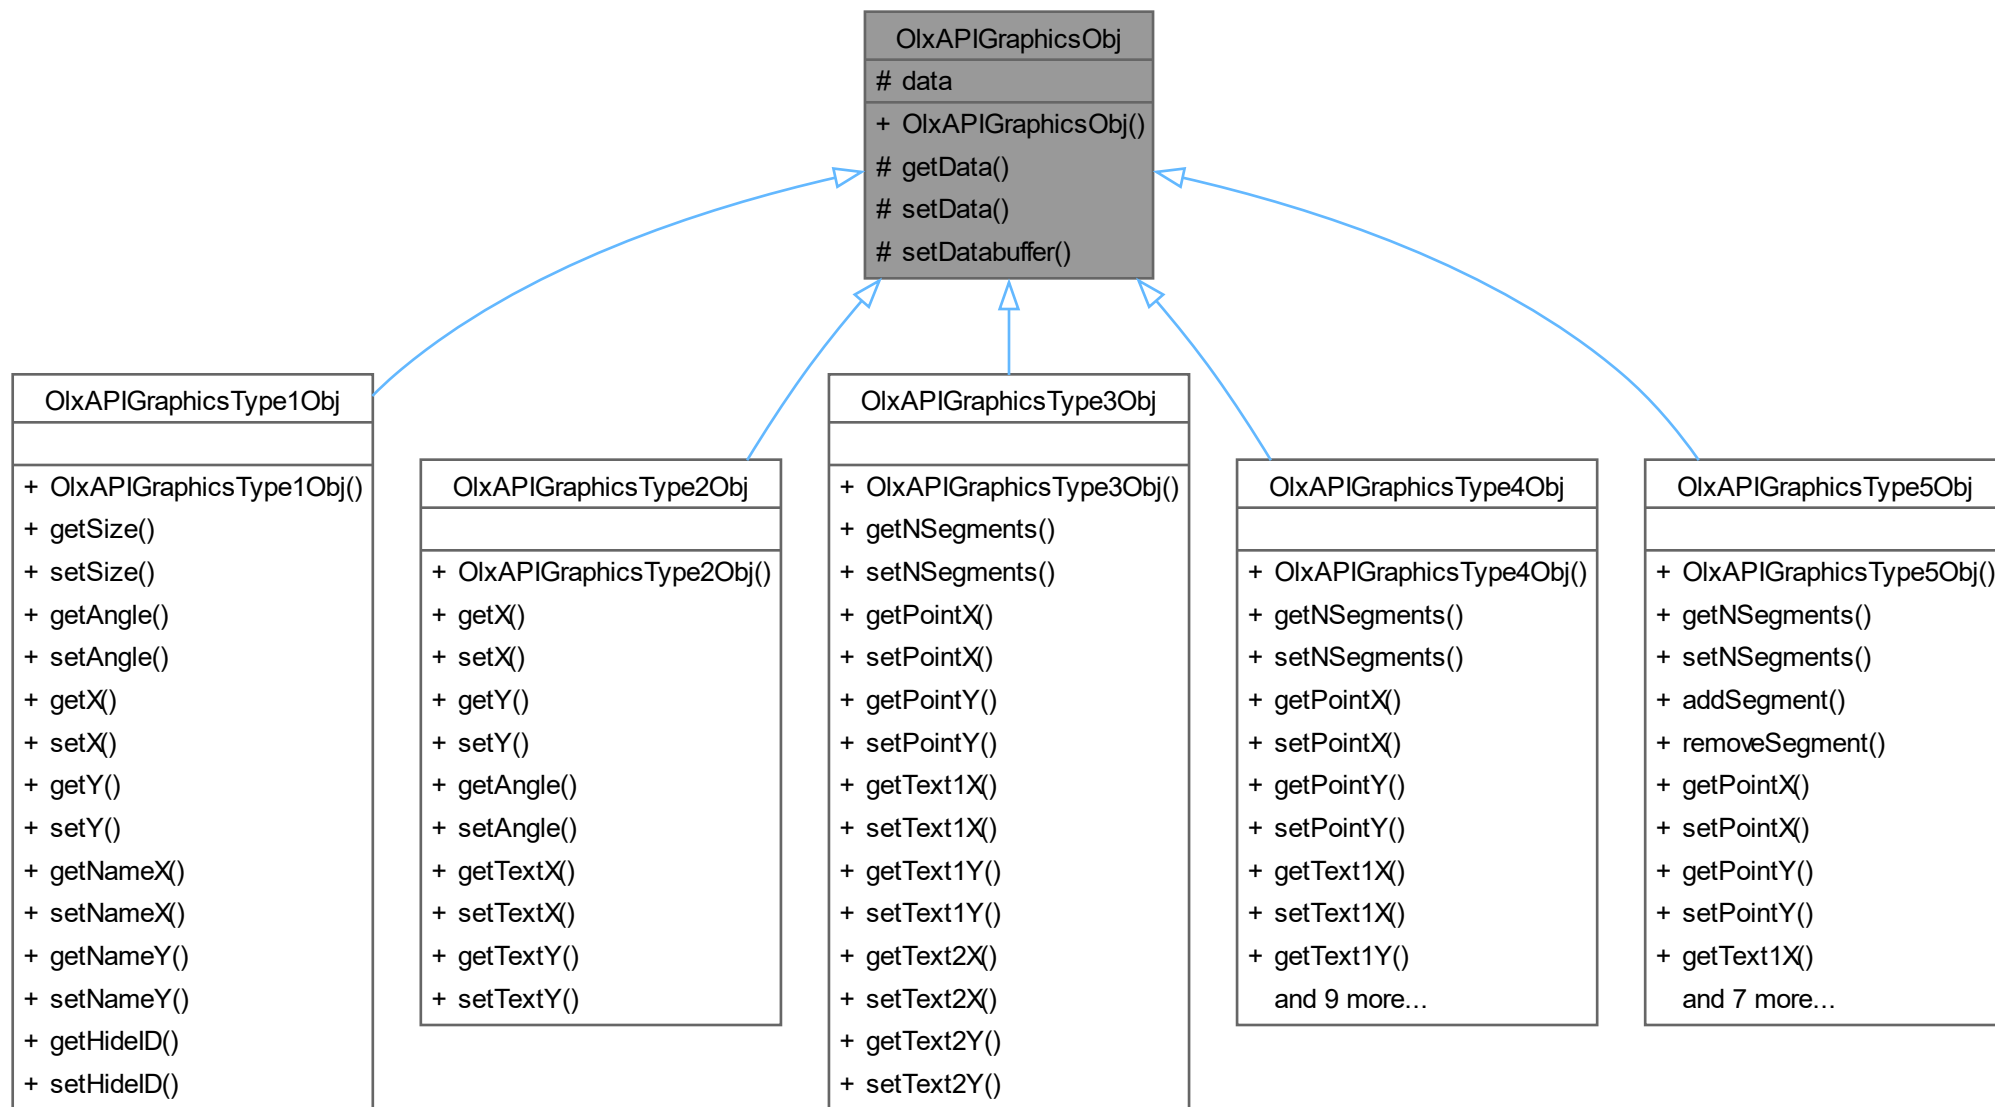 OlxAPIGraphicsObj
# data
+ OlxAPIGraphicsObj()
# getData()
# setData()
# setDatabuffer()
OlxAPIGraphicsType1Obj
+ OlxAPIGraphicsType1Obj()
+ getSize()
+ setSize()
+ getAngle()
+ setAngle()
+ getX()
+ setX()
+ getY()
+ setY()
+ getNameX()
+ setNameX()
+ getNameY()
+ setNameY()
+ getHideID()
+ setHideID()
OlxAPIGraphicsType2Obj
+ OlxAPIGraphicsType2Obj()
+ getX()
+ setX()
+ getY()
+ setY()
+ getAngle()
+ setAngle()
+ getTextX()
+ setTextX()
+ getTextY()
+ setTextY()
OlxAPIGraphicsType3Obj
+ OlxAPIGraphicsType3Obj()
+ getNSegments()
+ setNSegments()
+ getPointX()
+ setPointX()
+ getPointY()
+ setPointY()
+ getText1X()
+ setText1X()
+ getText1Y()
+ setText1Y()
+ getText2X()
+ setText2X()
+ getText2Y()
+ setText2Y()
OlxAPIGraphicsType4Obj
+ OlxAPIGraphicsType4Obj()
+ getNSegments()
+ setNSegments()
+ getPointX()
+ setPointX()
+ getPointY()
+ setPointY()
+ getText1X()
+ setText1X()
+ getText1Y()
and 9 more...
OlxAPIGraphicsType5Obj
+ OlxAPIGraphicsType5Obj()
+ getNSegments()
+ setNSegments()
+ addSegment()
+ removeSegment()
+ getPointX()
+ setPointX()
+ getPointY()
+ setPointY()
+ getText1X()
and 7 more...